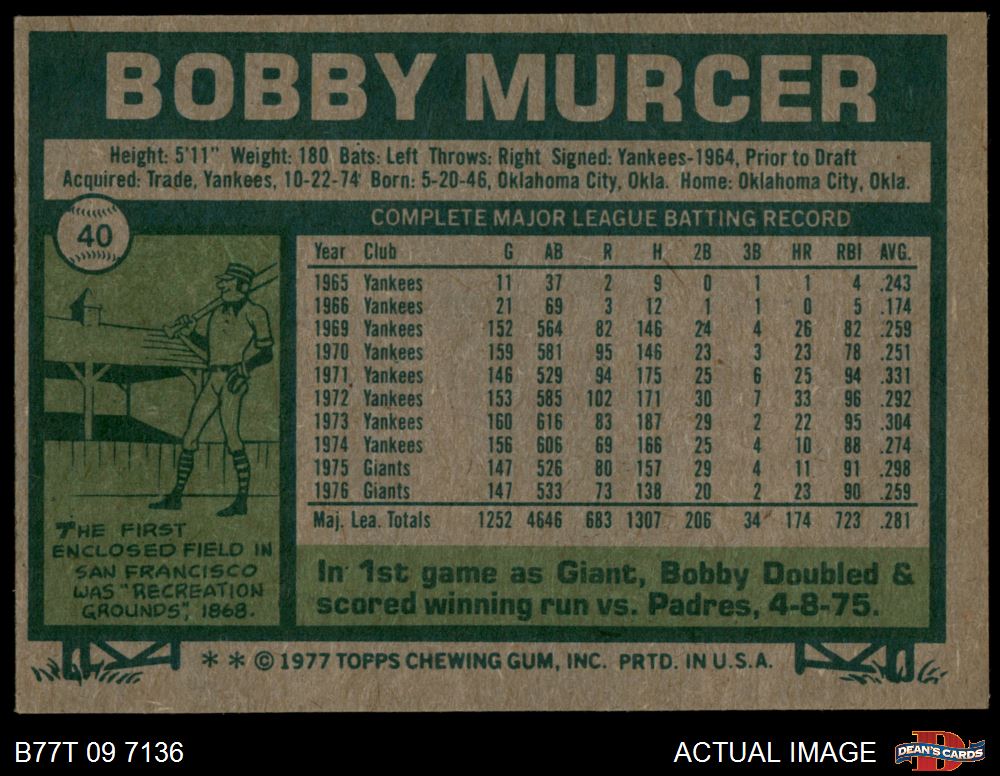 BOBBY MURCER
Height: 5'11" Weight: 180 Bats: Left Throws: Right Signed: Yankees-1964, Prior to Draft
Acquired: Trade, Yankees, 10-22-74 Born: 5-20-46, Oklahoma City, Okla. Home: Oklahoma City, Okla.
40
COMPLETE MAJOR LEAGUE BATTING RECORD
Year Club G AB R H 2B 3B HR RBI AVG.
1965 Yankees 11 37 2 9 0 1 1 4 .243
1966 Yankees 21 69 3 12 1 1 0 5 .174
1969 Yankees 152 564 82 146 24 4 26 82 .259
1970 Yankees 159 581 95 146 23 3 23 78 .251
1971 Yankees 146 529 94 175 25 6 25 94 .331
1972 Yankees 153 585 102 171 30 7 33 96 .292
1973 Yankees 160 616 83 187 29 2 22 95 .304
1974 Yankees 156 606 69 166 25 4 10 88 .274
1975 Giants 147 526 80 157 29 4 11 91 .298
1976 Giants 147 533 73 138 20 2 23 90 .259
Maj. Lea. Totals 1252 4646 683 1307 206 34 174 723 .281
THE FIRST
ENCLOSED FIELD IN
SAN FRANCISCO
WAS "RECREATION
GROUNDS", 1868.
In 1st game as Giant, Bobby Doubled &
scored winning run vs. Padres, 4-8-75.
* * © 1977 TOPPS CHEWING GUM, INC. PRTD. IN U.S.A.
B77T 09 7136
ACTUAL IMAGE
DEAN'S CARDS